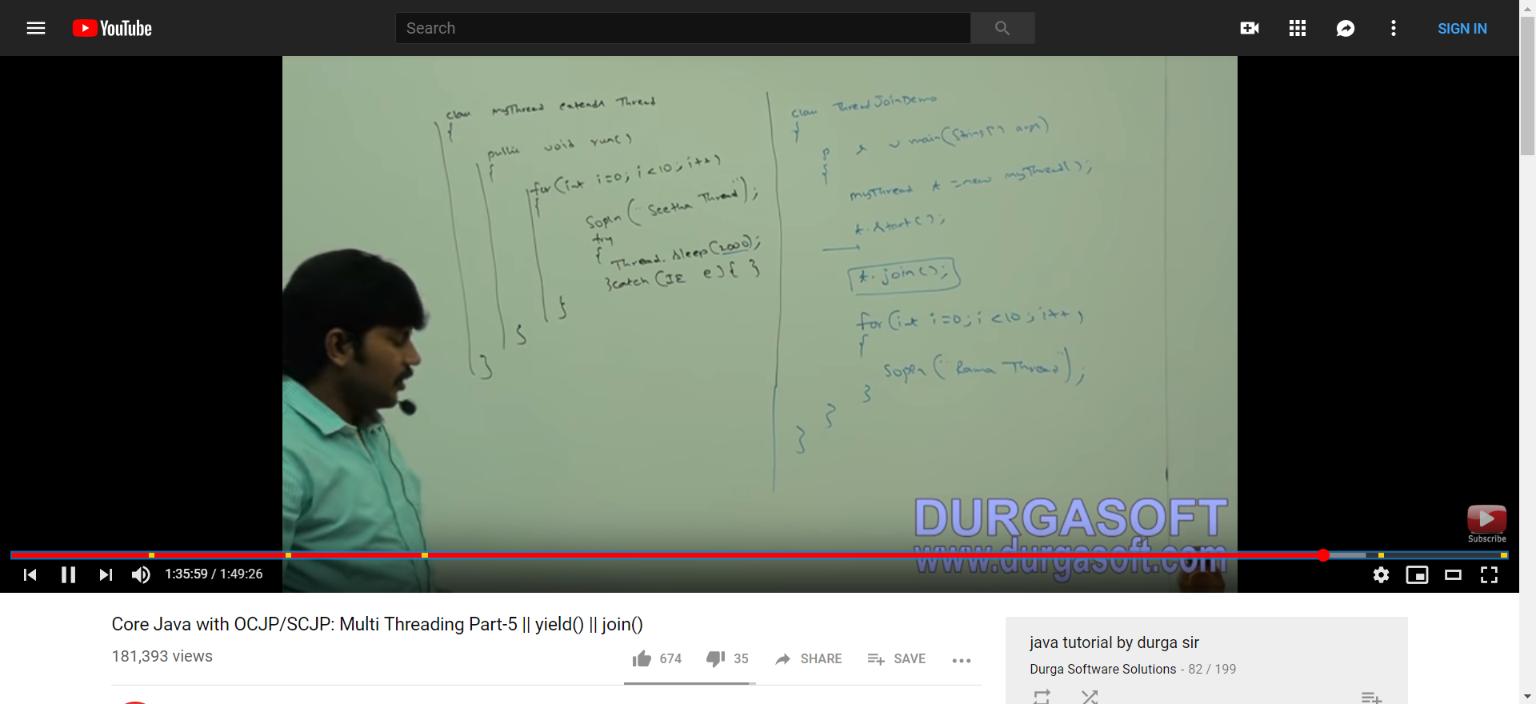 YouTube
Search
SIGN IN
class myThread extends Thread
{
public void run()
{
for(int i=0; i<10; i++)
{
Sopln("Seetha Thread");
try
{
Thread.sleep(2000);
}catch (IE e) { }
}
}
}
class ThreadJoinDemo
{
p s v main(String[] args)
{
myThread t = new myThread();
t.start();
t.join();
for(int i=0; i<10; i++)
{
Sopln("Rama Thread");
}
}
}
DURGASOFT
www.durgasoft.com
Subscribe
1:35:59 / 1:49:26
Core Java with OCJP/SCJP: Multi Threading Part-5 || yield() || join()
181,393 views
674 35 SHARE SAVE
java tutorial by durga sir
Durga Software Solutions - 82 / 199